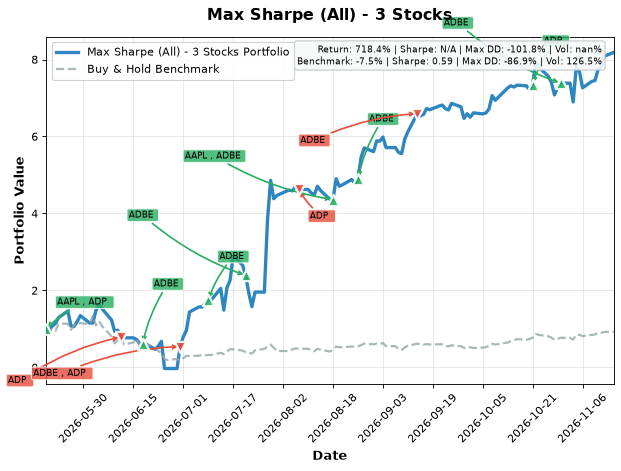 Max Sharpe (All) - 3 Stocks
ADBE
ADBE
ADP
Max Sharpe (All) - 3 Stocks Portfolio
Buy & Hold Benchmark
Return: 718.4% | Sharpe: N/A | Max DD: -101.8% | Vol: nan%
Benchmark: -7.5% | Sharpe: 0.59 | Max DD: -86.9% | Vol: 126.5%
8
6
4
2
0
Portfolio Value
ADBE
ADBE
AAPL , ADBE
ADBE
ADP
ADBE
ADBE
AAPL , ADP
ADBE , ADP
ADP
2026-05-30
2026-06-15
2026-07-01
2026-07-17
2026-08-02
2026-08-18
2026-09-03
2026-09-19
2026-10-05
2026-10-21
2026-11-06
Date